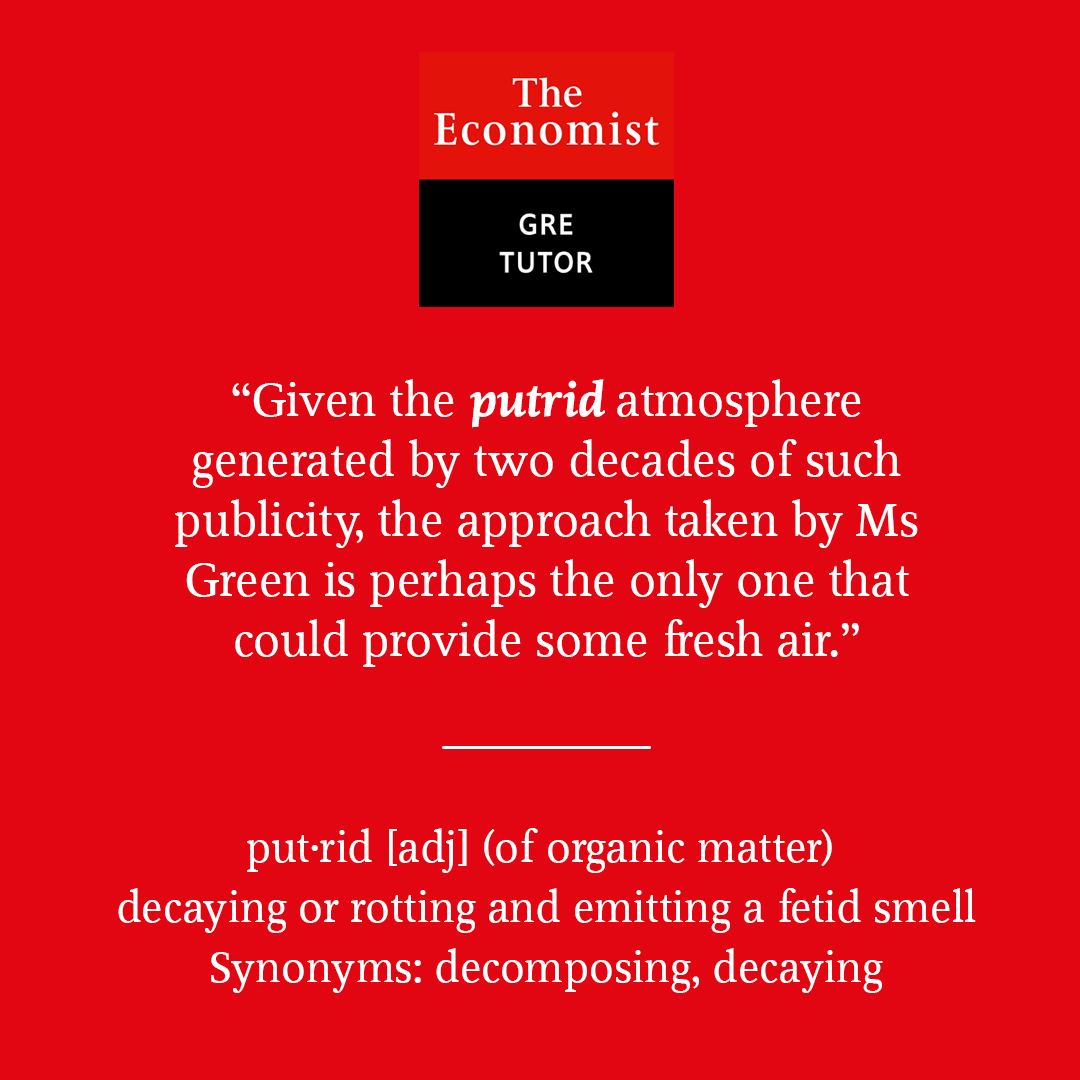 The
Economist
GRE
TUTOR
“Given the putrid atmosphere
generated by two decades of such
publicity, the approach taken by Ms
Green is perhaps the only one that
could provide some fresh air.”
put·rid [adj] (of organic matter)
decaying or rotting and emitting a fetid smell
Synonyms: decomposing, decaying